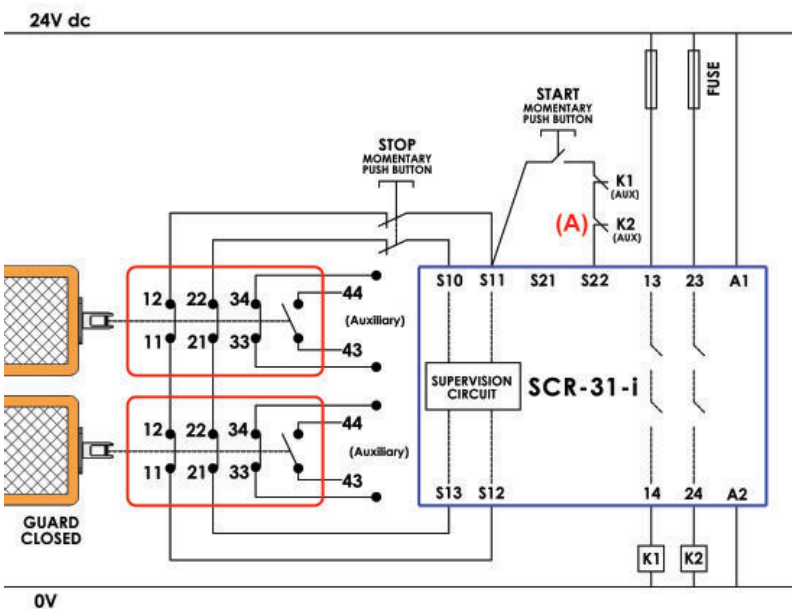 24V dc
FUSE
START
MOMENTARY
PUSH BUTTON
STOP
MOMENTARY
PUSH BUTTON
K1
(AUX)
(A)
K2
(AUX)
S10 S11 S21 S22 13 23 A1
12 22 34 44
(Auxiliary)
11 21 33 43
SUPERVISION
CIRCUIT
SCR-31-i
12 22 34 44
(Auxiliary)
11 21 33 43
S13 S12 14 24 A2
GUARD
CLOSED
K1 K2
0V